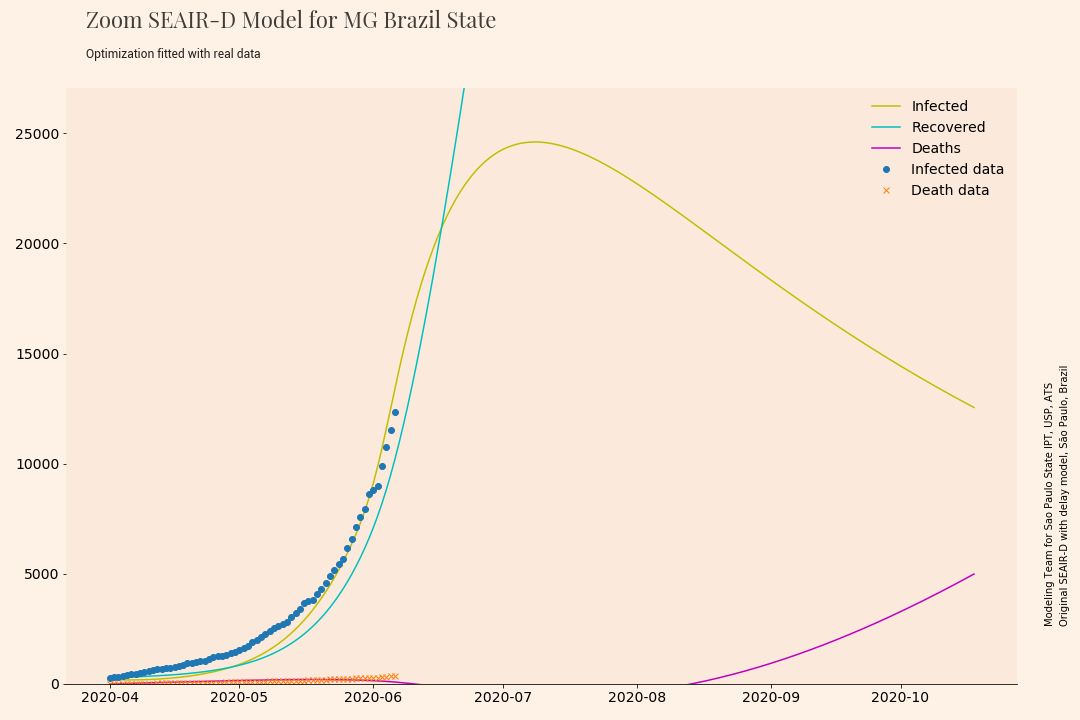 Zoom SEAIR-D Model for MG Brazil State
Optimization fitted with real data
Infected
Recovered
Deaths
Infected data
Death data
25000
20000
15000
10000
5000
0
2020-04
2020-05
2020-06
2020-07
2020-08
2020-09
2020-10
Modeling Team for Sao Paulo State IPT, USP, ATS
Original SEAIR-D with delay model, São Paulo, Brazil